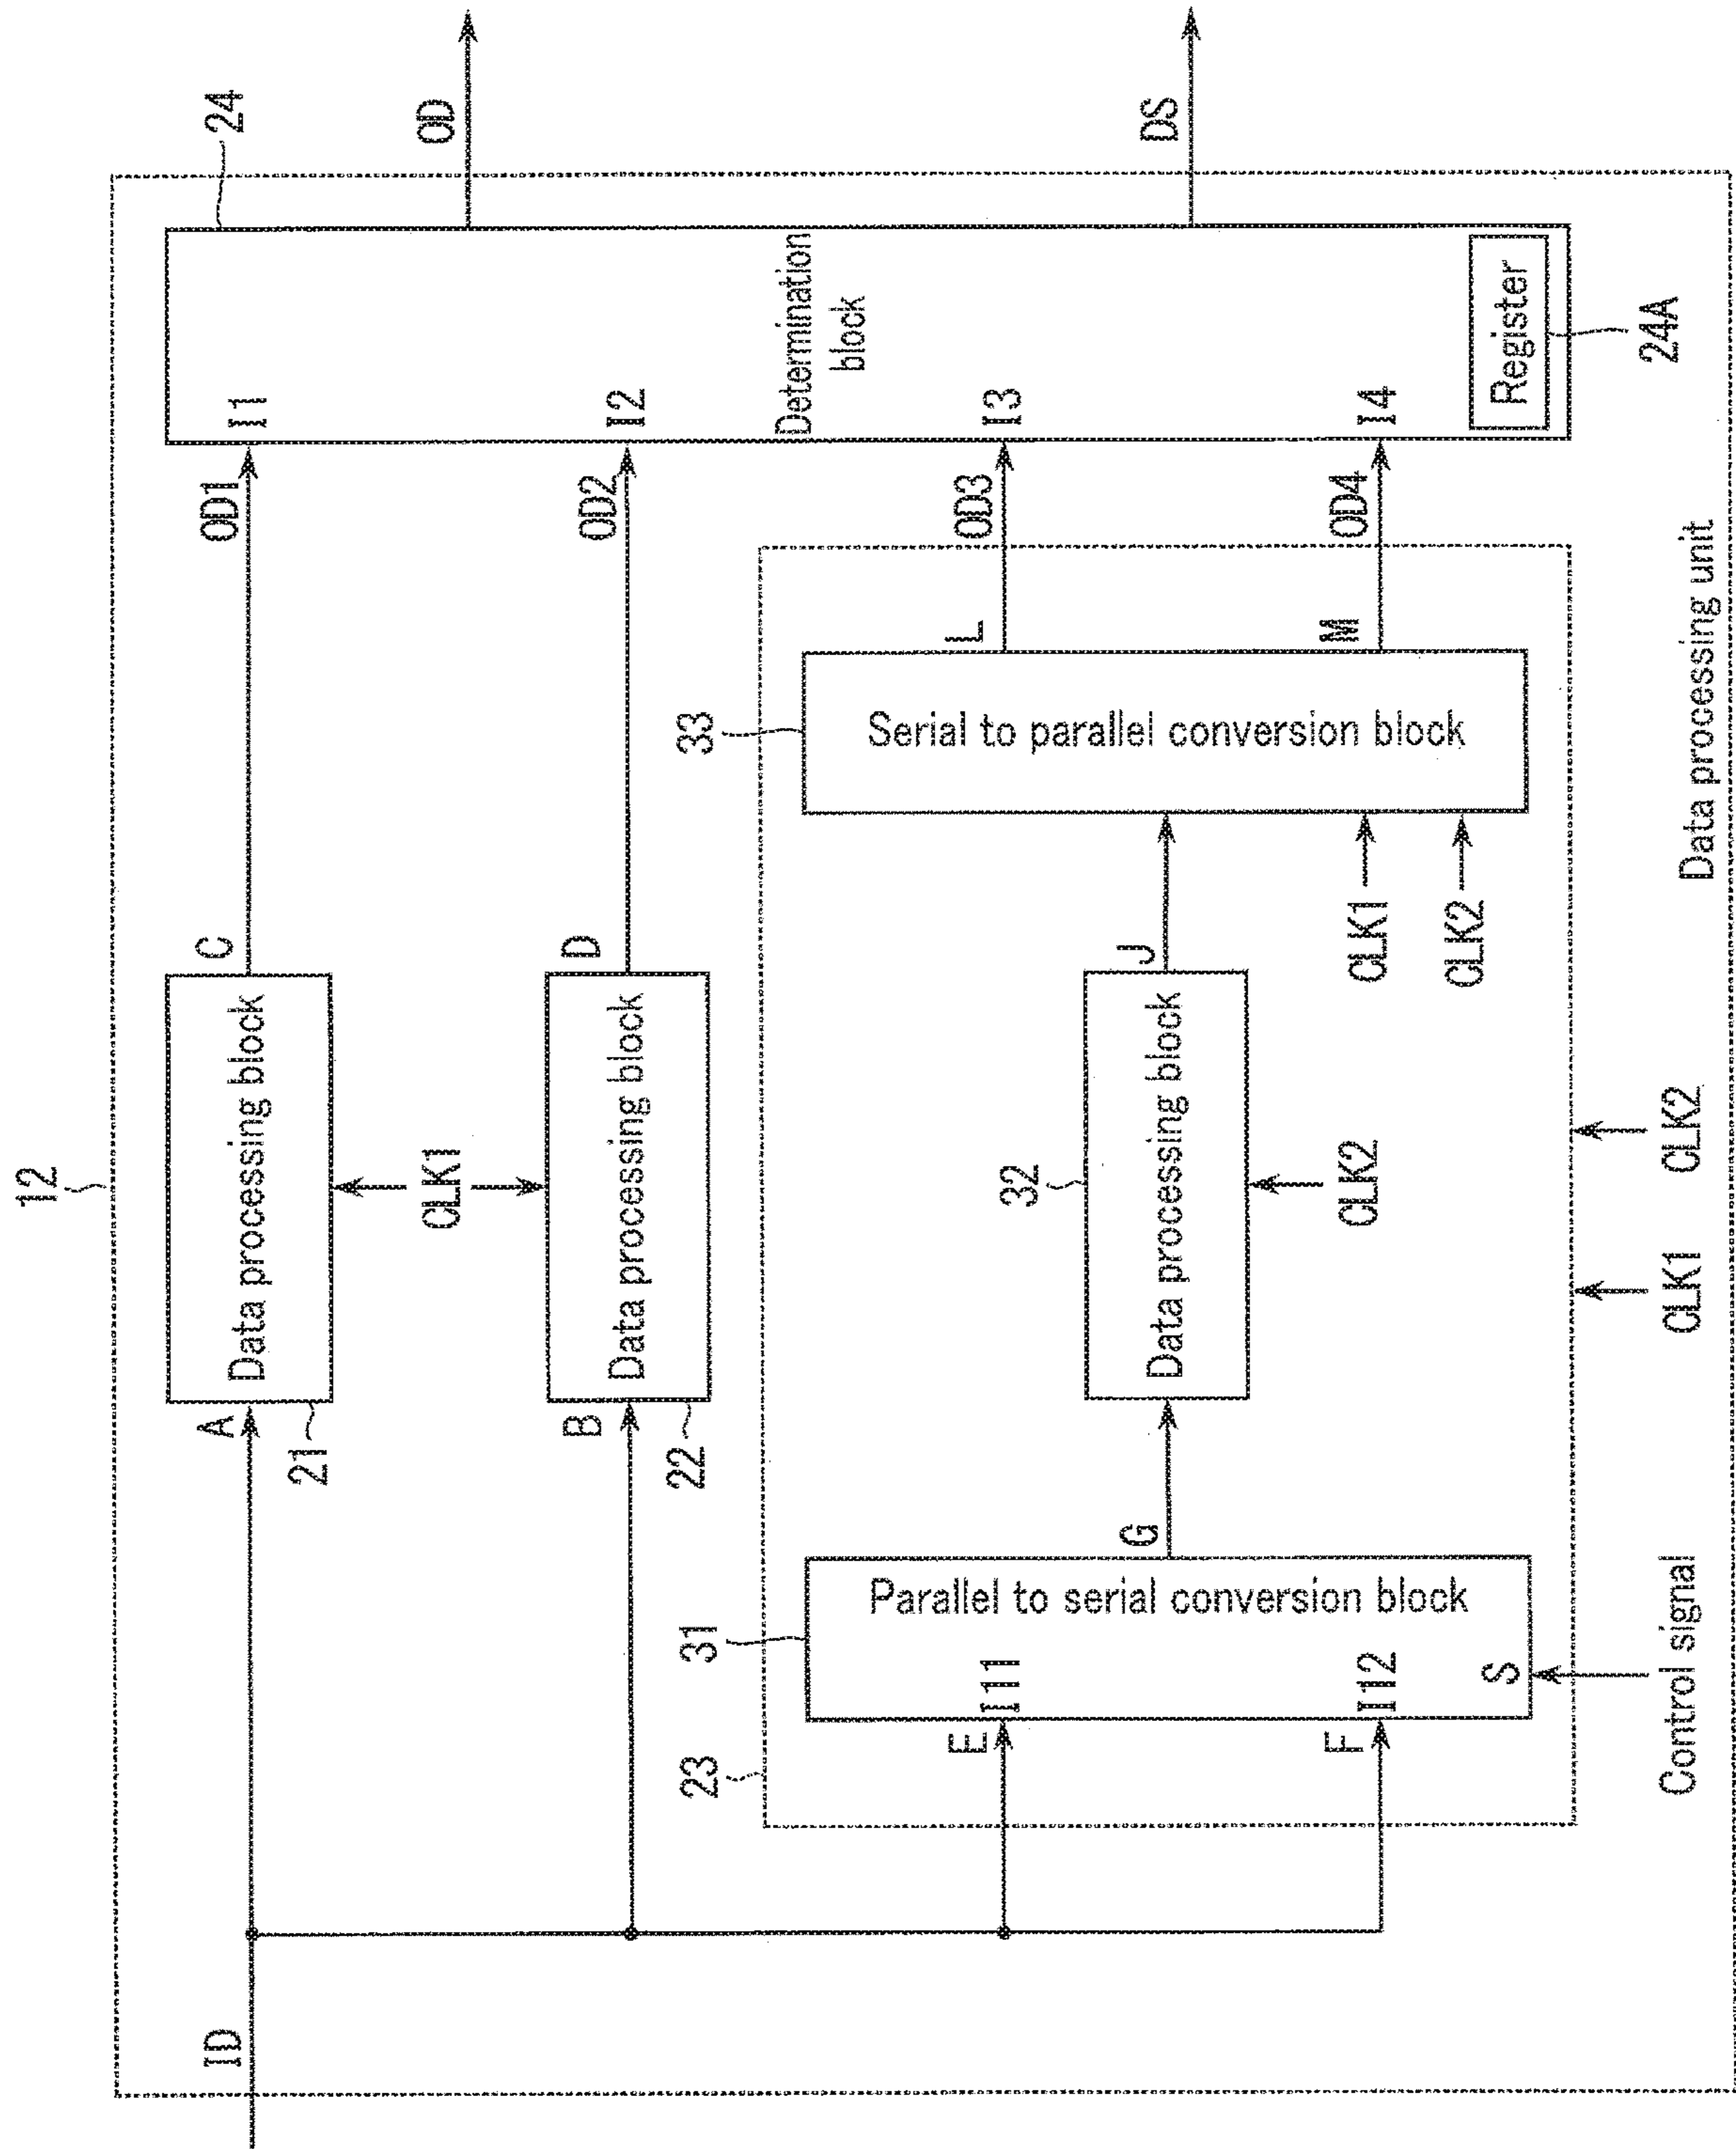 12
ID
A
Data processing block
21
C
OD1
I1
24
OD
CLK1
B
Data processing block
22
D
OD2
I2
Determination
block
23
E
I11
31
Parallel to serial conversion block
G
F
I12
S
Control signal
32
Data processing block
J
CLK2
33
Serial to parallel conversion block
CLK1
CLK2
L
OD3
I3
M
OD4
I4
DS
Register
24A
CLK1
CLK2
Data processing unit